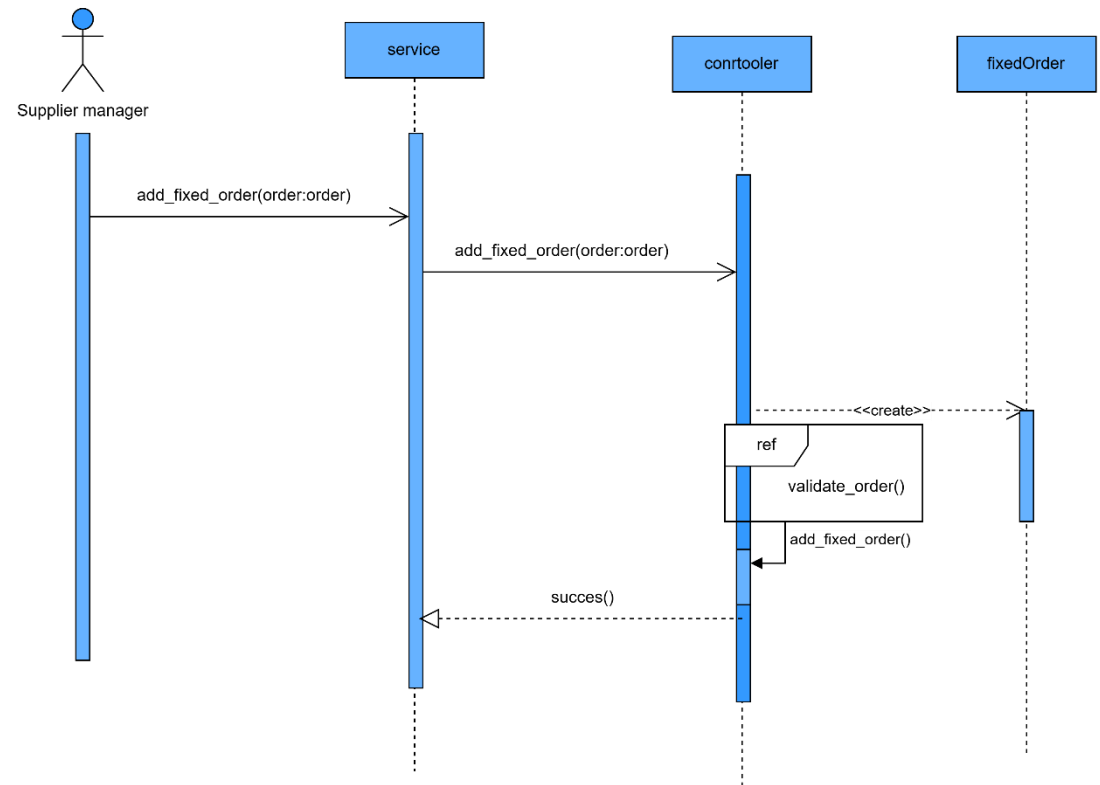 service
conrtooler
fixedOrder
Supplier manager
add_fixed_order(order:order)
add_fixed_order(order:order)
<<create>>
ref
validate_order()
add_fixed_order()
succes()